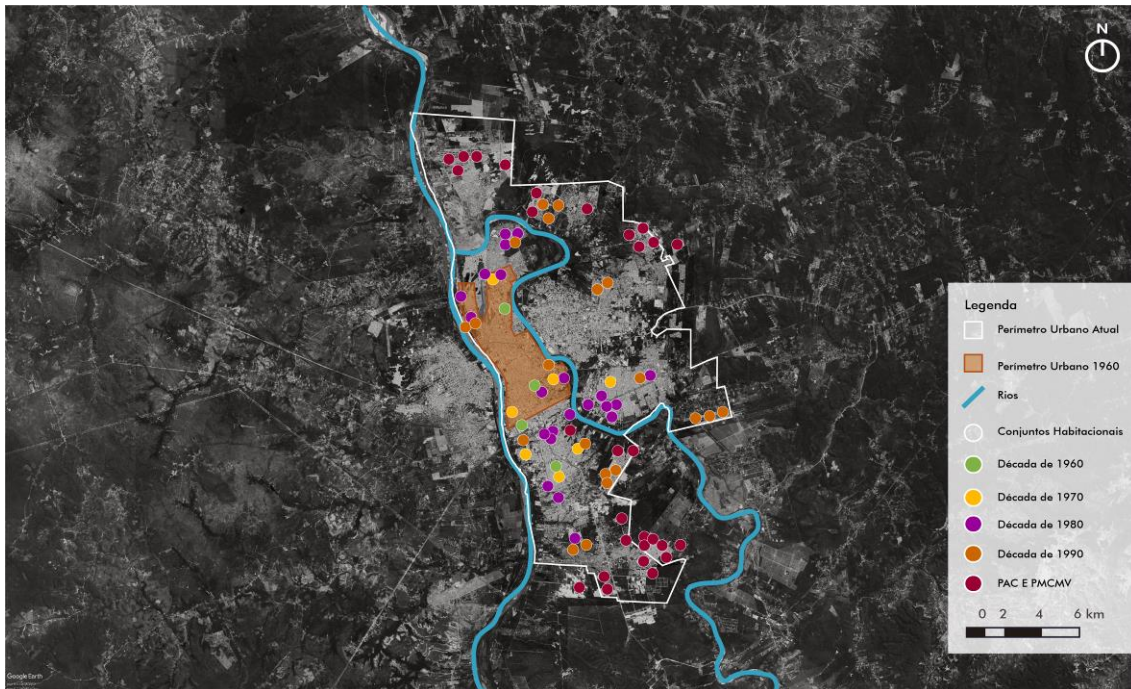 N
Legenda
Perímetro Urbano Atual
Perímetro Urbano 1960
Rios
Conjuntos Habitacionais
Década de 1960
Década de 1970
Década de 1980
Década de 1990
PAC E PMCMV
0 2 4 6 km
Google Earth